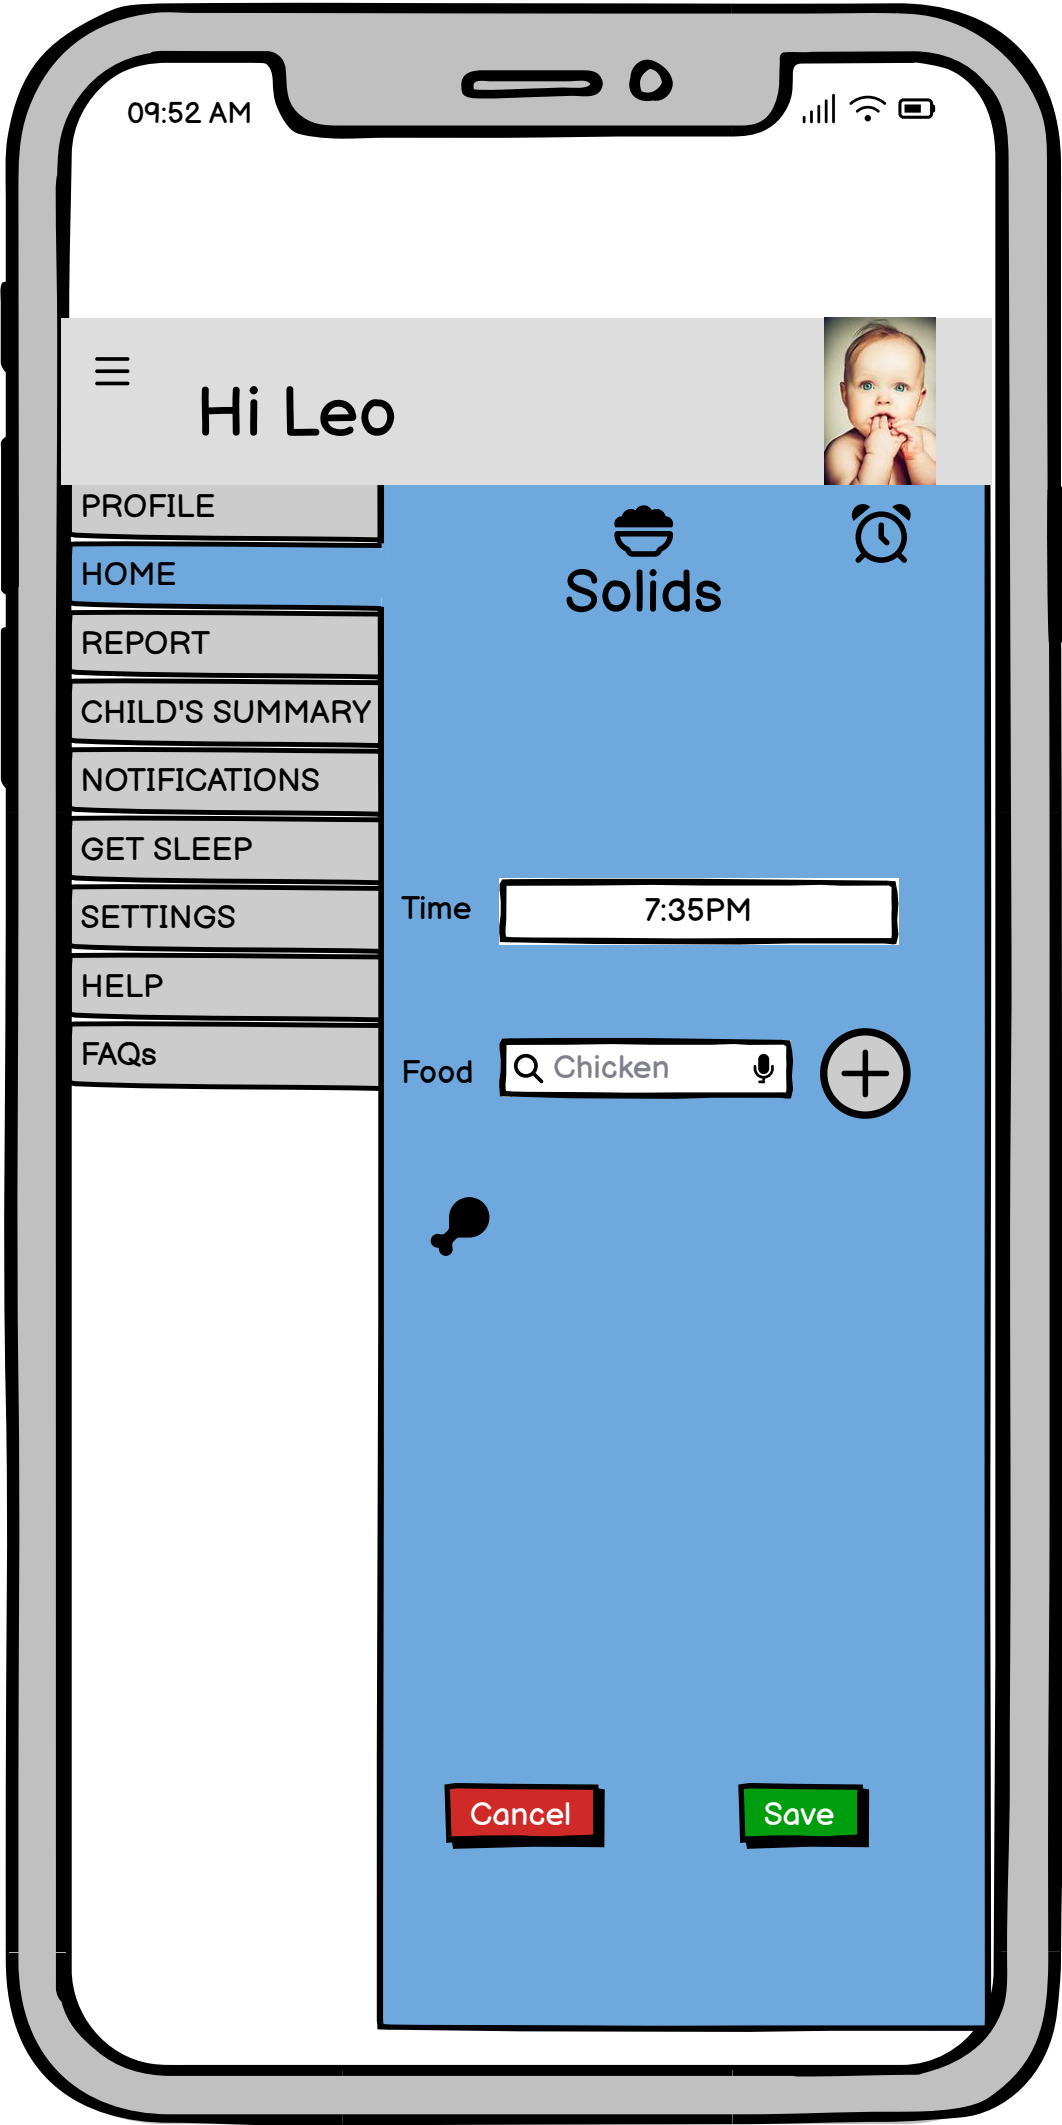 09:52 AM
Hi Leo
PROFILE
HOME
REPORT
CHILD'S SUMMARY
NOTIFICATIONS
GET SLEEP
SETTINGS
HELP
FAQs
Solids
Time
7:35PM
Food
Chicken
Cancel
Save